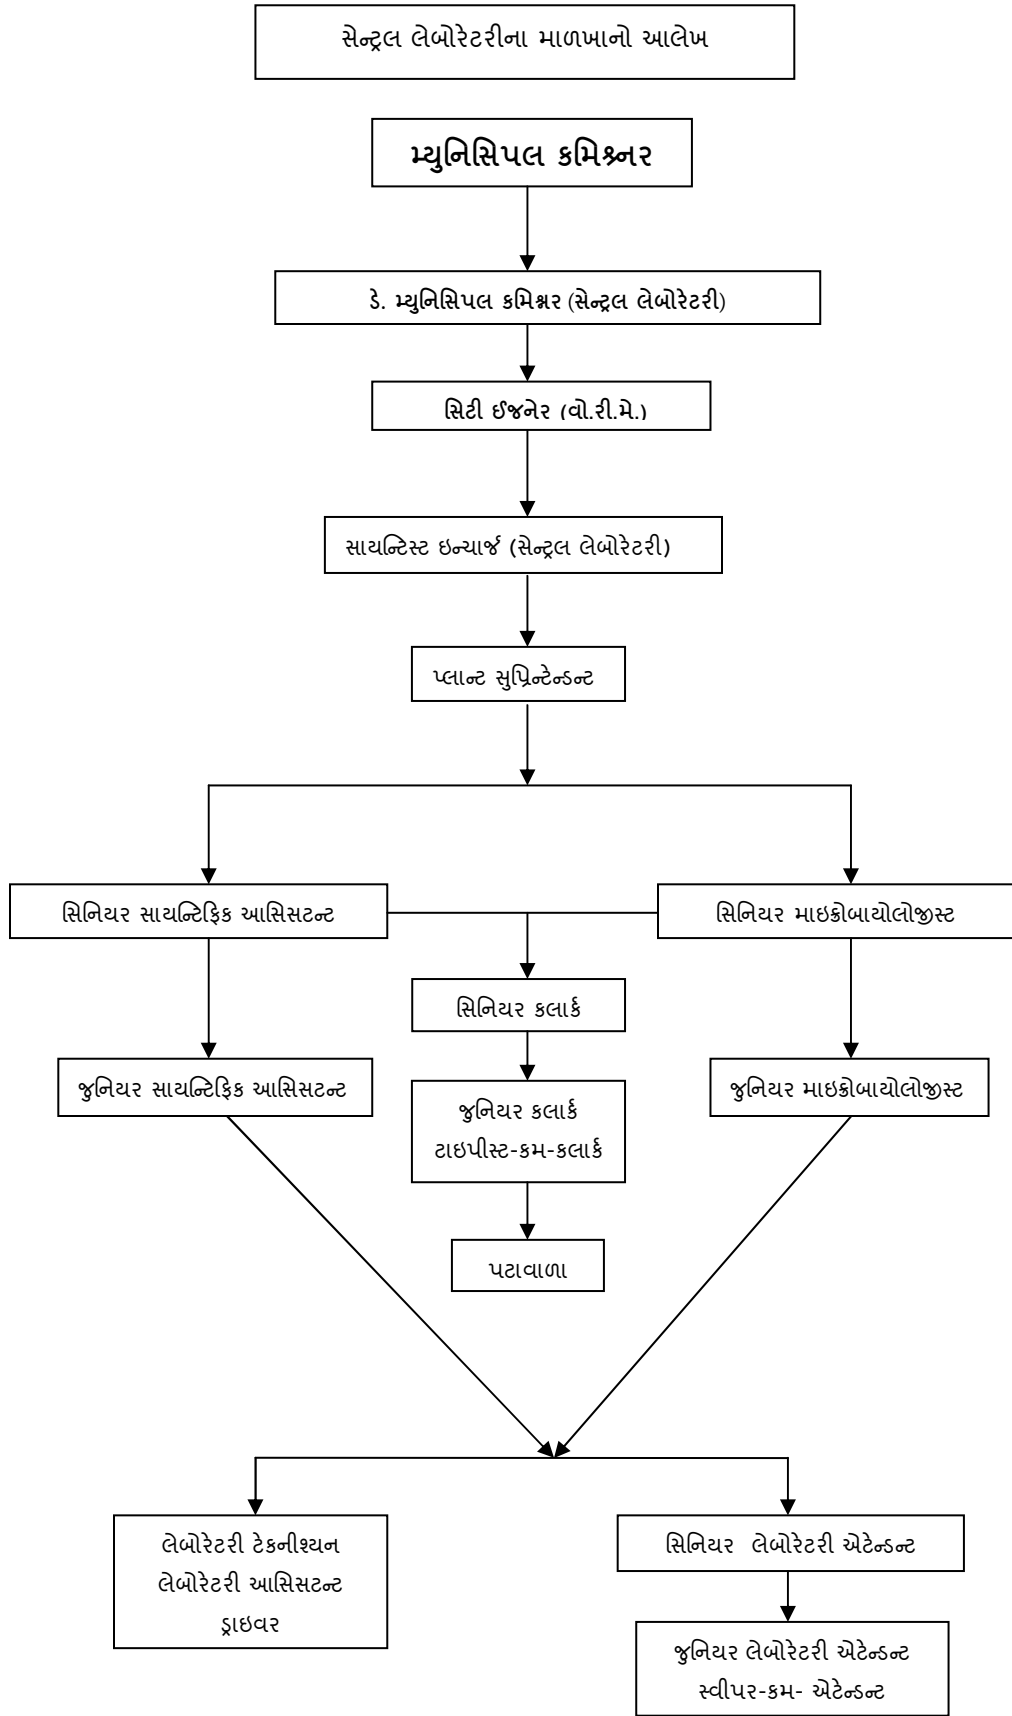 સેન્ટ્રલ લેબોરેટરીના માળખાનો આલેખ
મ્યુનિસિપલ કમિશ્નર
ડે. મ્યુનિસિપલ કમિશ્નર (સેન્ટ્રલ લેબોરેટરી)
સિટી ઈજનેર (વો.રી.મે.)
સાયન્ટિસ્ટ ઇન્ચાર્જ (સેન્ટ્રલ લેબોરેટરી)
પ્લાન્ટ સુપ્રિન્ટેન્ડન્ટ
સિનિયર સાયન્ટિફિક આસિસટન્ટ
સિનિયર માઇક્રોબાયોલોજીસ્ટ
સિનિયર કલાર્ક
જુનિયર સાયન્ટિફિક આસિસટન્ટ
જુનિયર માઇક્રોબાયોલોજીસ્ટ
જુનિયર કલાર્ક
ટાઇપીસ્ટ-કમ-કલાર્ક
પટાવાળા
લેબોરેટરી ટેકનીશ્યન
લેબોરેટરી આસિસટન્ટ
ડ્રાઇવર
સિનિયર લેબોરેટરી એટેન્ડન્ટ
જુનિયર લેબોરેટરી એટેન્ડન્ટ
સ્વીપર-કમ- એટેન્ડન્ટ